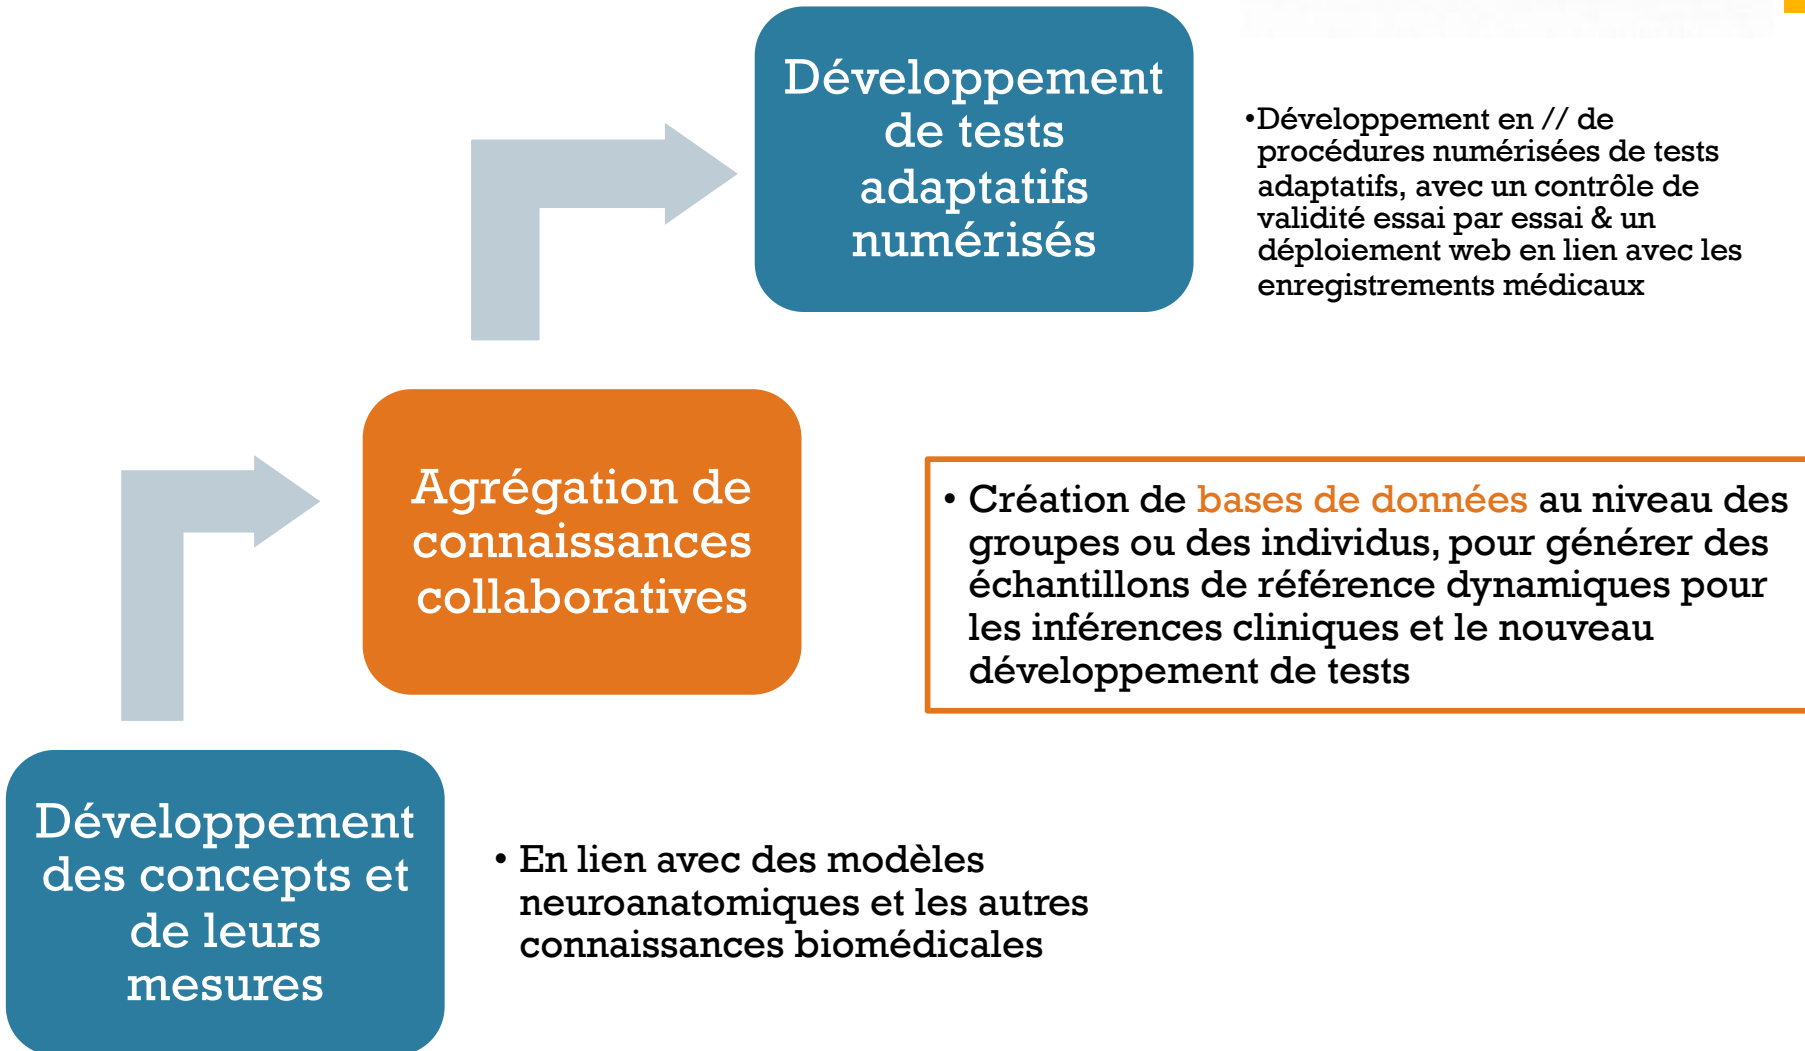 Développement
de tests
adaptatifs
numérisés
•Développement en // de
procédures numérisées de tests
adaptatifs, avec un contrôle de
validité essai par essai & un
déploiement web en lien avec les
enregistrements médicaux
Agrégation de
connaissances
collaboratives
• Création de bases de données au niveau des
groupes ou des individus, pour générer des
échantillons de référence dynamiques pour
les inférences cliniques et le nouveau
développement de tests
Développement
des concepts et
de leurs
mesures
• En lien avec des modèles
neuroanatomiques et les autres
connaissances biomédicales